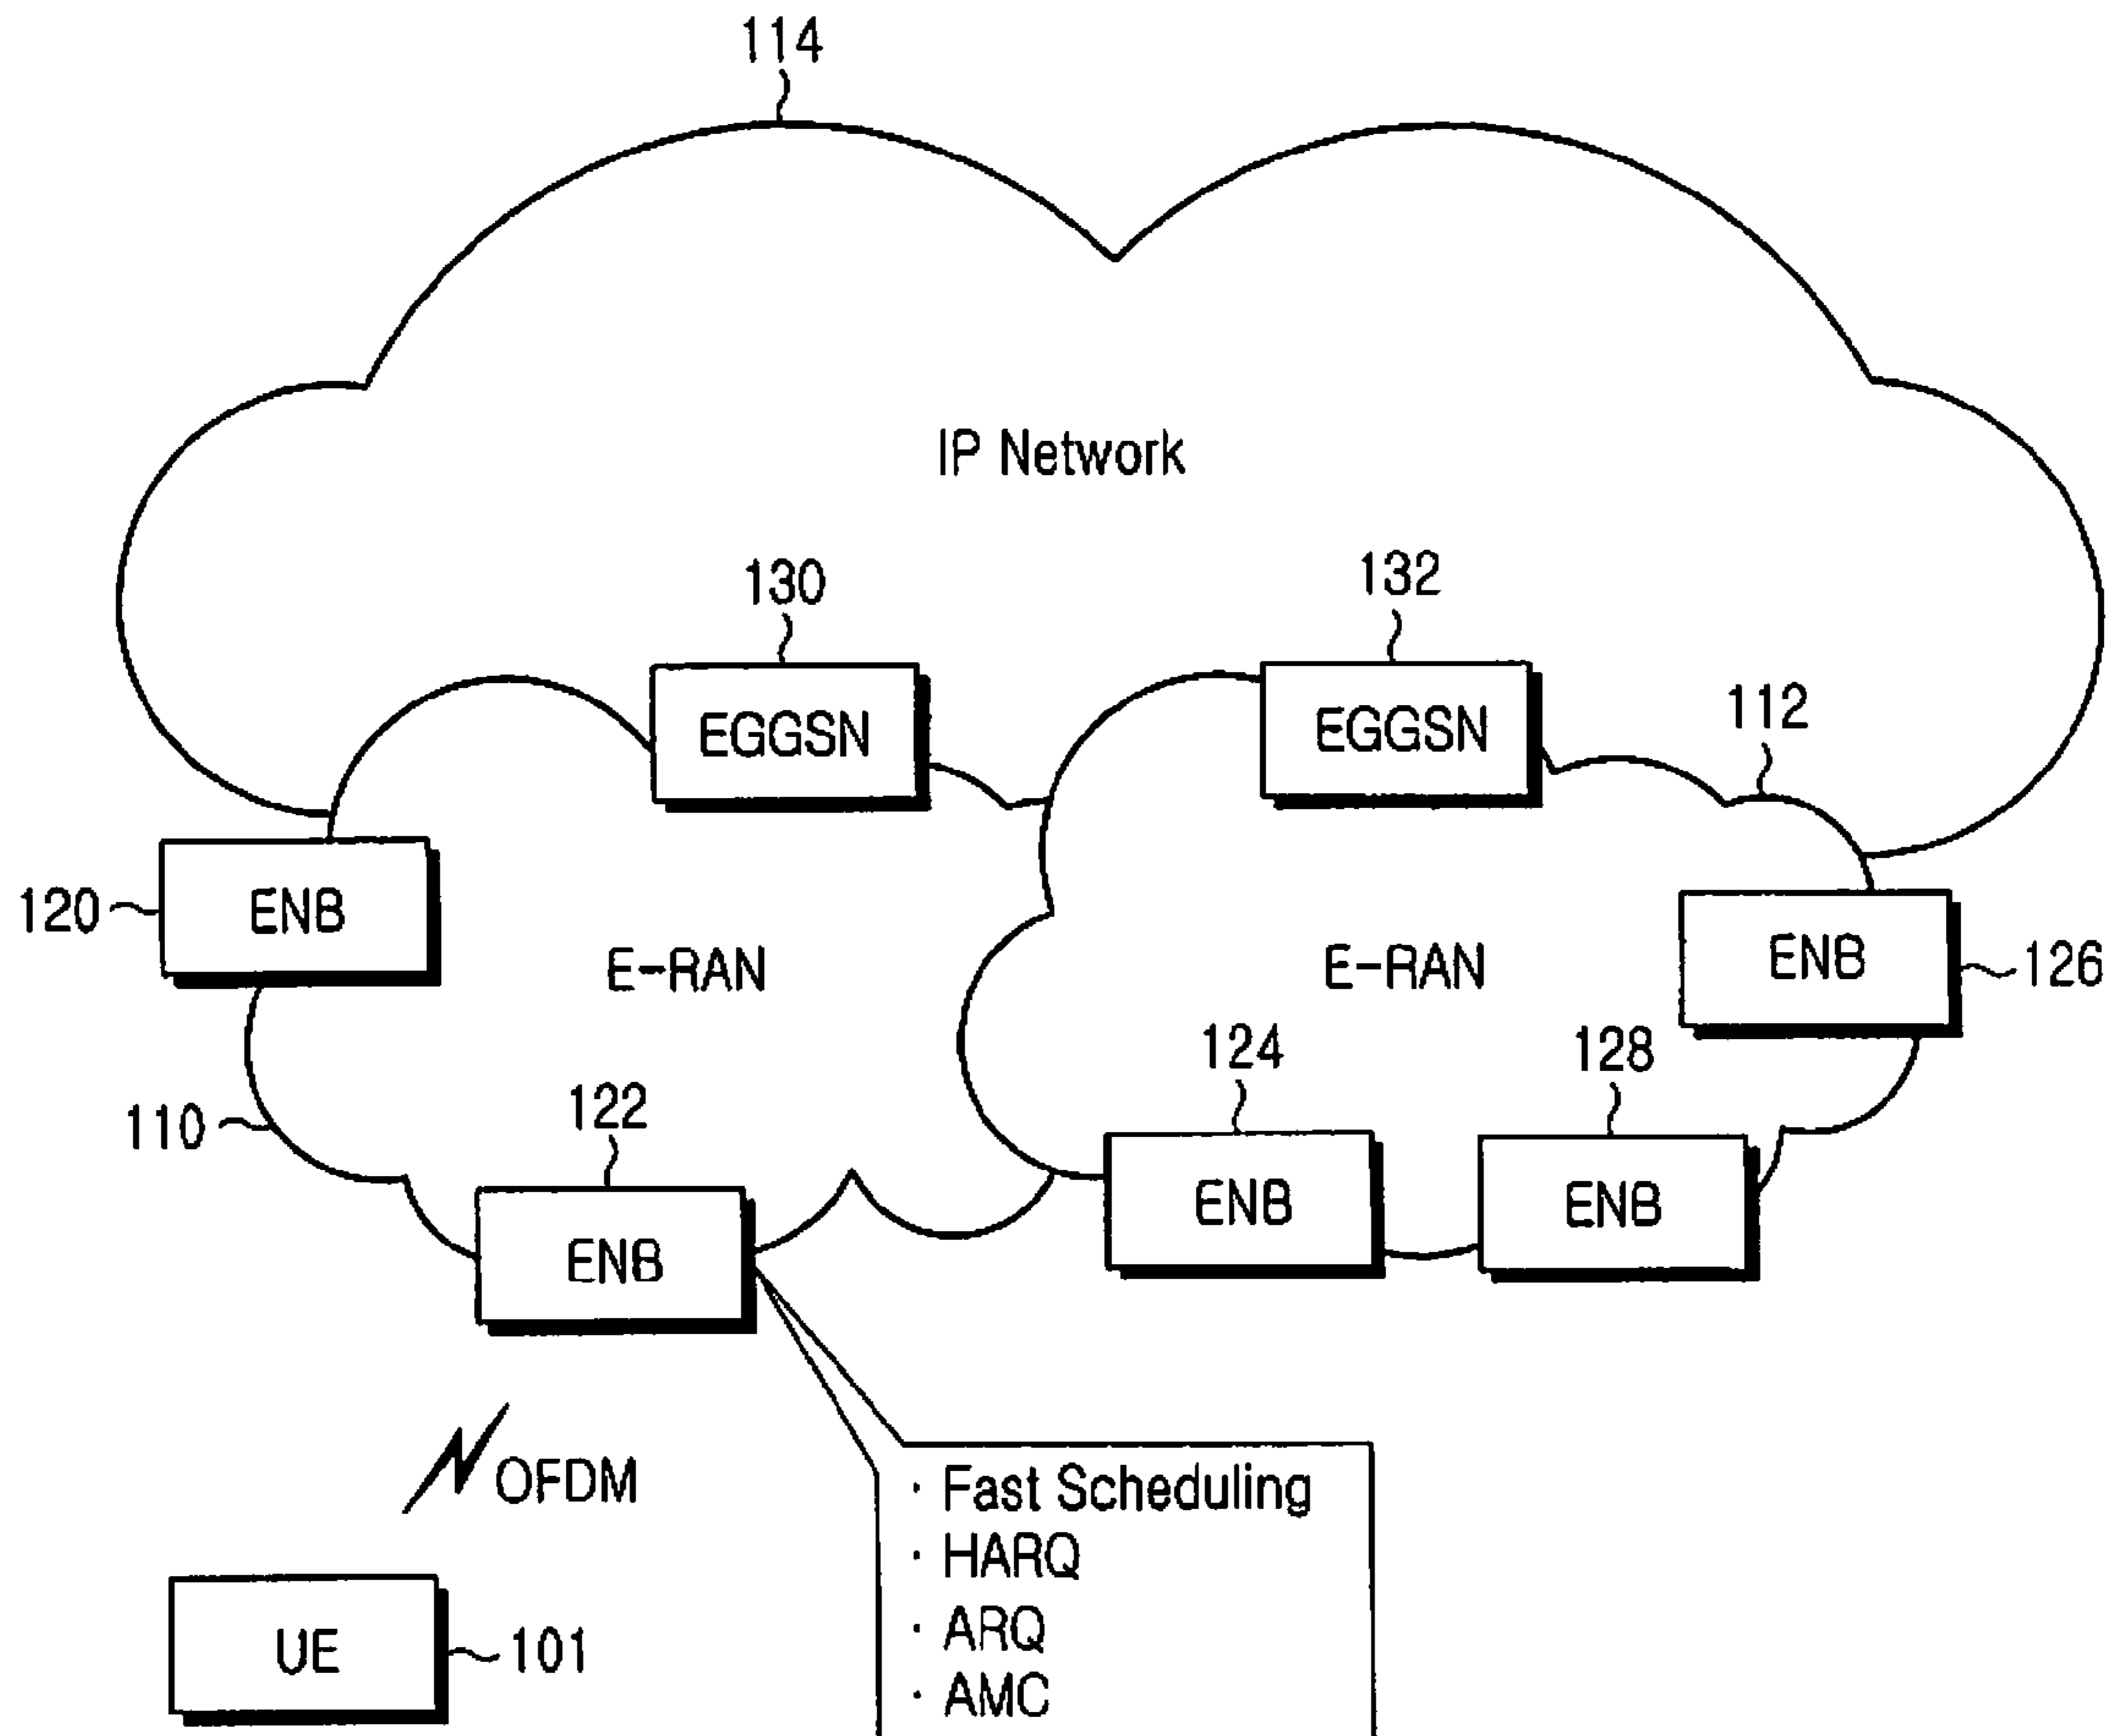 114
IP Network
130
132
EGGSN
EGGSN
112
120
ENB
E-RAN
E-RAN
ENB
126
124
128
110
122
ENB
ENB
ENB
OFDM
· Fast Scheduling
· HARQ
· ARQ
· AMC
UE
101